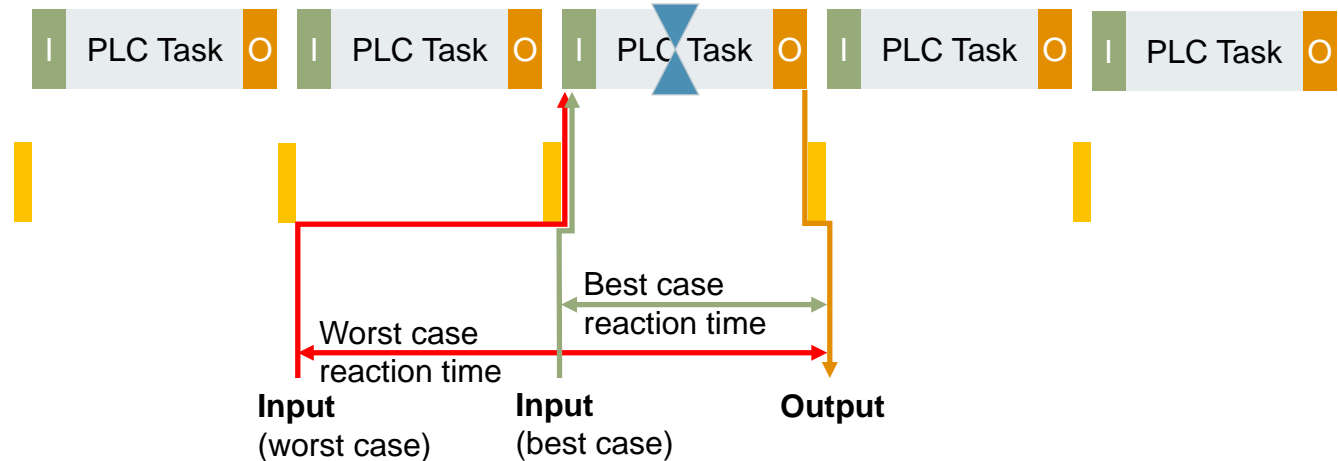 I PLC Task O I PLC Task O I PLC Task O I PLC Task O I PLC Task O
Best case
reaction time
Worst case
reaction time
Input
(worst case)
Input
(best case)
Output